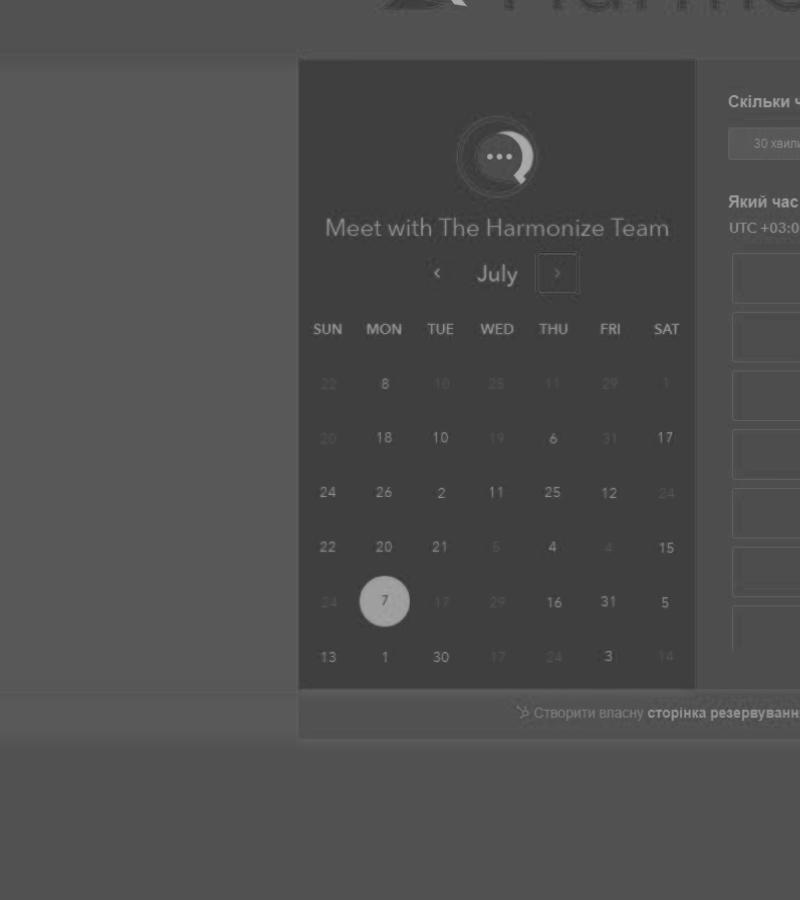 Скільки
30
Meet with The Harmonize Team
Який час
UTC +03:0
‹ July ›
SUN MON TUE WED THU FRI SAT
22 8 10 25 11 29 1
20 18 10 19 6 31 17
24 26 2 11 25 12 24
22 20 21 5 4 4 15
24 7 17 29 16 31 5
13 1 30 17 24 3 14
Створити власну сторінка